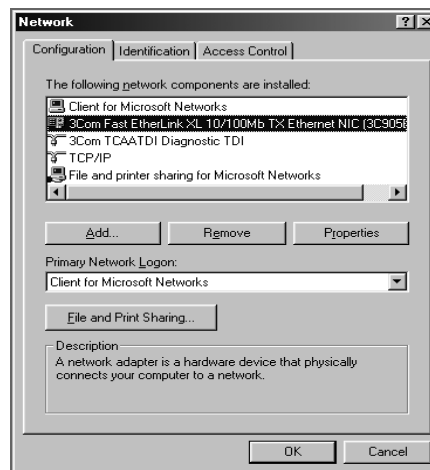 Network
Configuration Identification Access Control
The following network components are installed:
Client for Microsoft Networks
3Com Fast EtherLink XL 10/100Mb TX Ethernet NIC (3C905B
3Com TCAATDI Diagnostic TDI
TCP/IP
File and printer sharing for Microsoft Networks
Add... Remove Properties
Primary Network Logon:
Client for Microsoft Networks
File and Print Sharing...
Description
A network adapter is a hardware device that physically
connects your computer to a network.
OK Cancel